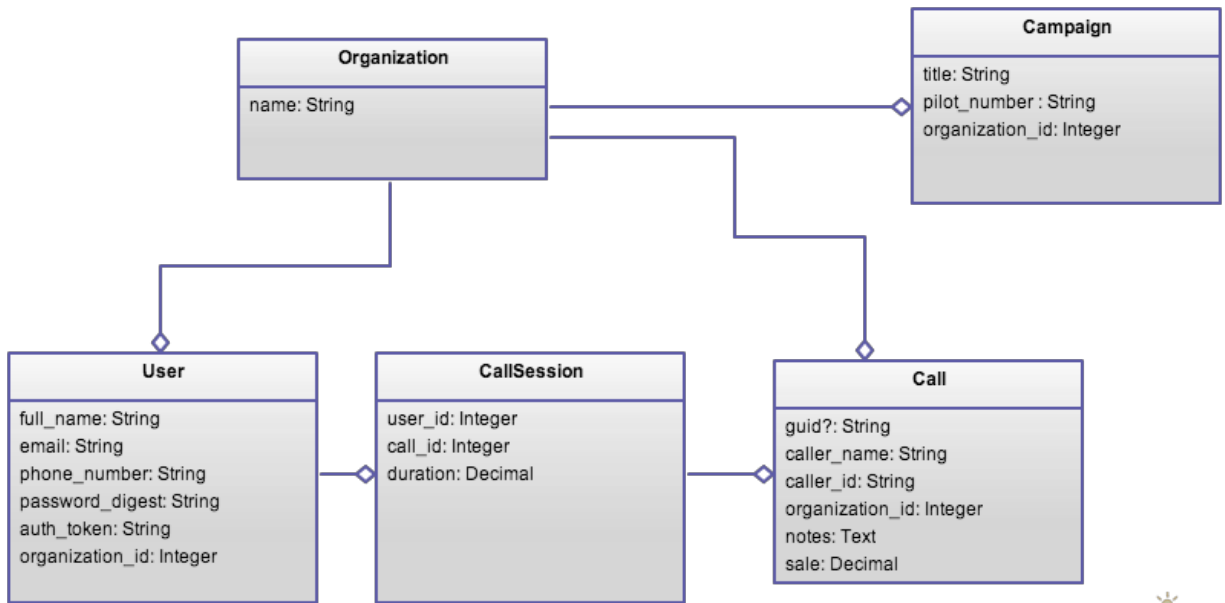 Organization
name: String
Campaign
title: String
pilot_number : String
organization_id: Integer
User
full_name: String
email: String
phone_number: String
password_digest: String
auth_token: String
organization_id: Integer
CallSession
user_id: Integer
call_id: Integer
duration: Decimal
Call
guid?: String
caller_name: String
caller_id: String
organization_id: Integer
notes: Text
sale: Decimal